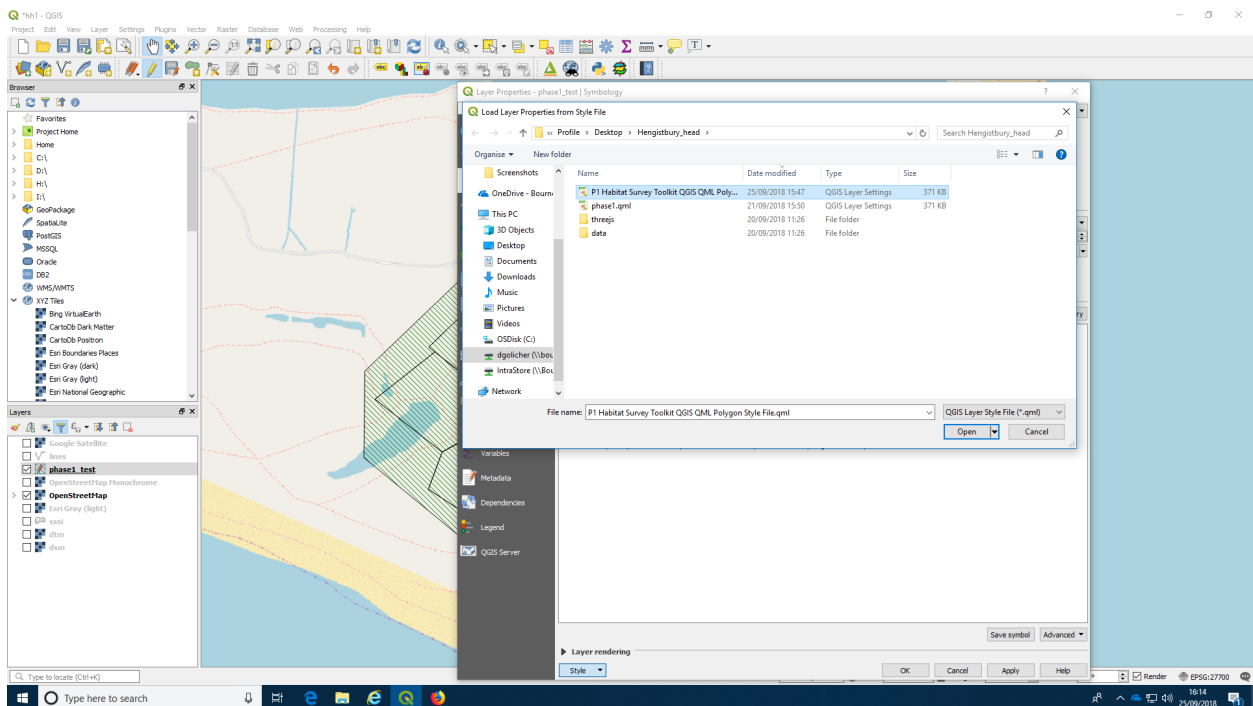 *hh1 - QGIS
Project Edit View Layer Settings Plugins Vector Raster Database Web Processing Help
Browser
Favorites
Project Home
Home
C:\
D:\
H:\
I:\
GeoPackage
SpatiaLite
PostGIS
MSSQL
Oracle
DB2
WMS/WMTS
XYZ Tiles
Bing VirtualEarth
CartoDb Dark Matter
CartoDb Positron
Esri Boundaries Places
Esri Gray (dark)
Esri Gray (light)
Esri National Geographic
Layers
Google Satellite
lines
phase1_test
OpenStreetMap Monochrome
OpenStreetMap
Esri Gray (light)
sssi
dtm
dsm
Layer Properties - phase1_test | Symbology
Load Layer Properties from Style File
« Profile › Desktop › Hengistbury_head ›
Search Hengistbury_head
Organise
New folder
Screenshots
OneDrive - Bourn
This PC
3D Objects
Desktop
Documents
Downloads
Music
Pictures
Videos
OSDisk (C:)
dgolicher (\\bou
IntraStore (\\Bou
Network
Name Date modified Type Size
P1 Habitat Survey Toolkit QGIS QML Poly... 25/09/2018 15:47 QGIS Layer Settings 371 KB
phase1.qml 25/09/2018 15:50 QGIS Layer Settings 371 KB
threejs 20/09/2018 11:26 File folder
data 20/09/2018 11:26 File folder
File name: P1 Habitat Survey Toolkit QGIS QML Polygon Style File.qml
QGIS Layer Style File (*.qml)
Open Cancel
Variables
Metadata
Dependencies
Legend
QGIS Server
Save symbol Advanced
Layer rendering
Style OK Cancel Apply Help
Type to locate (Ctrl+K)
Render EPSG:27700
Type here to search
16:14
25/09/2018